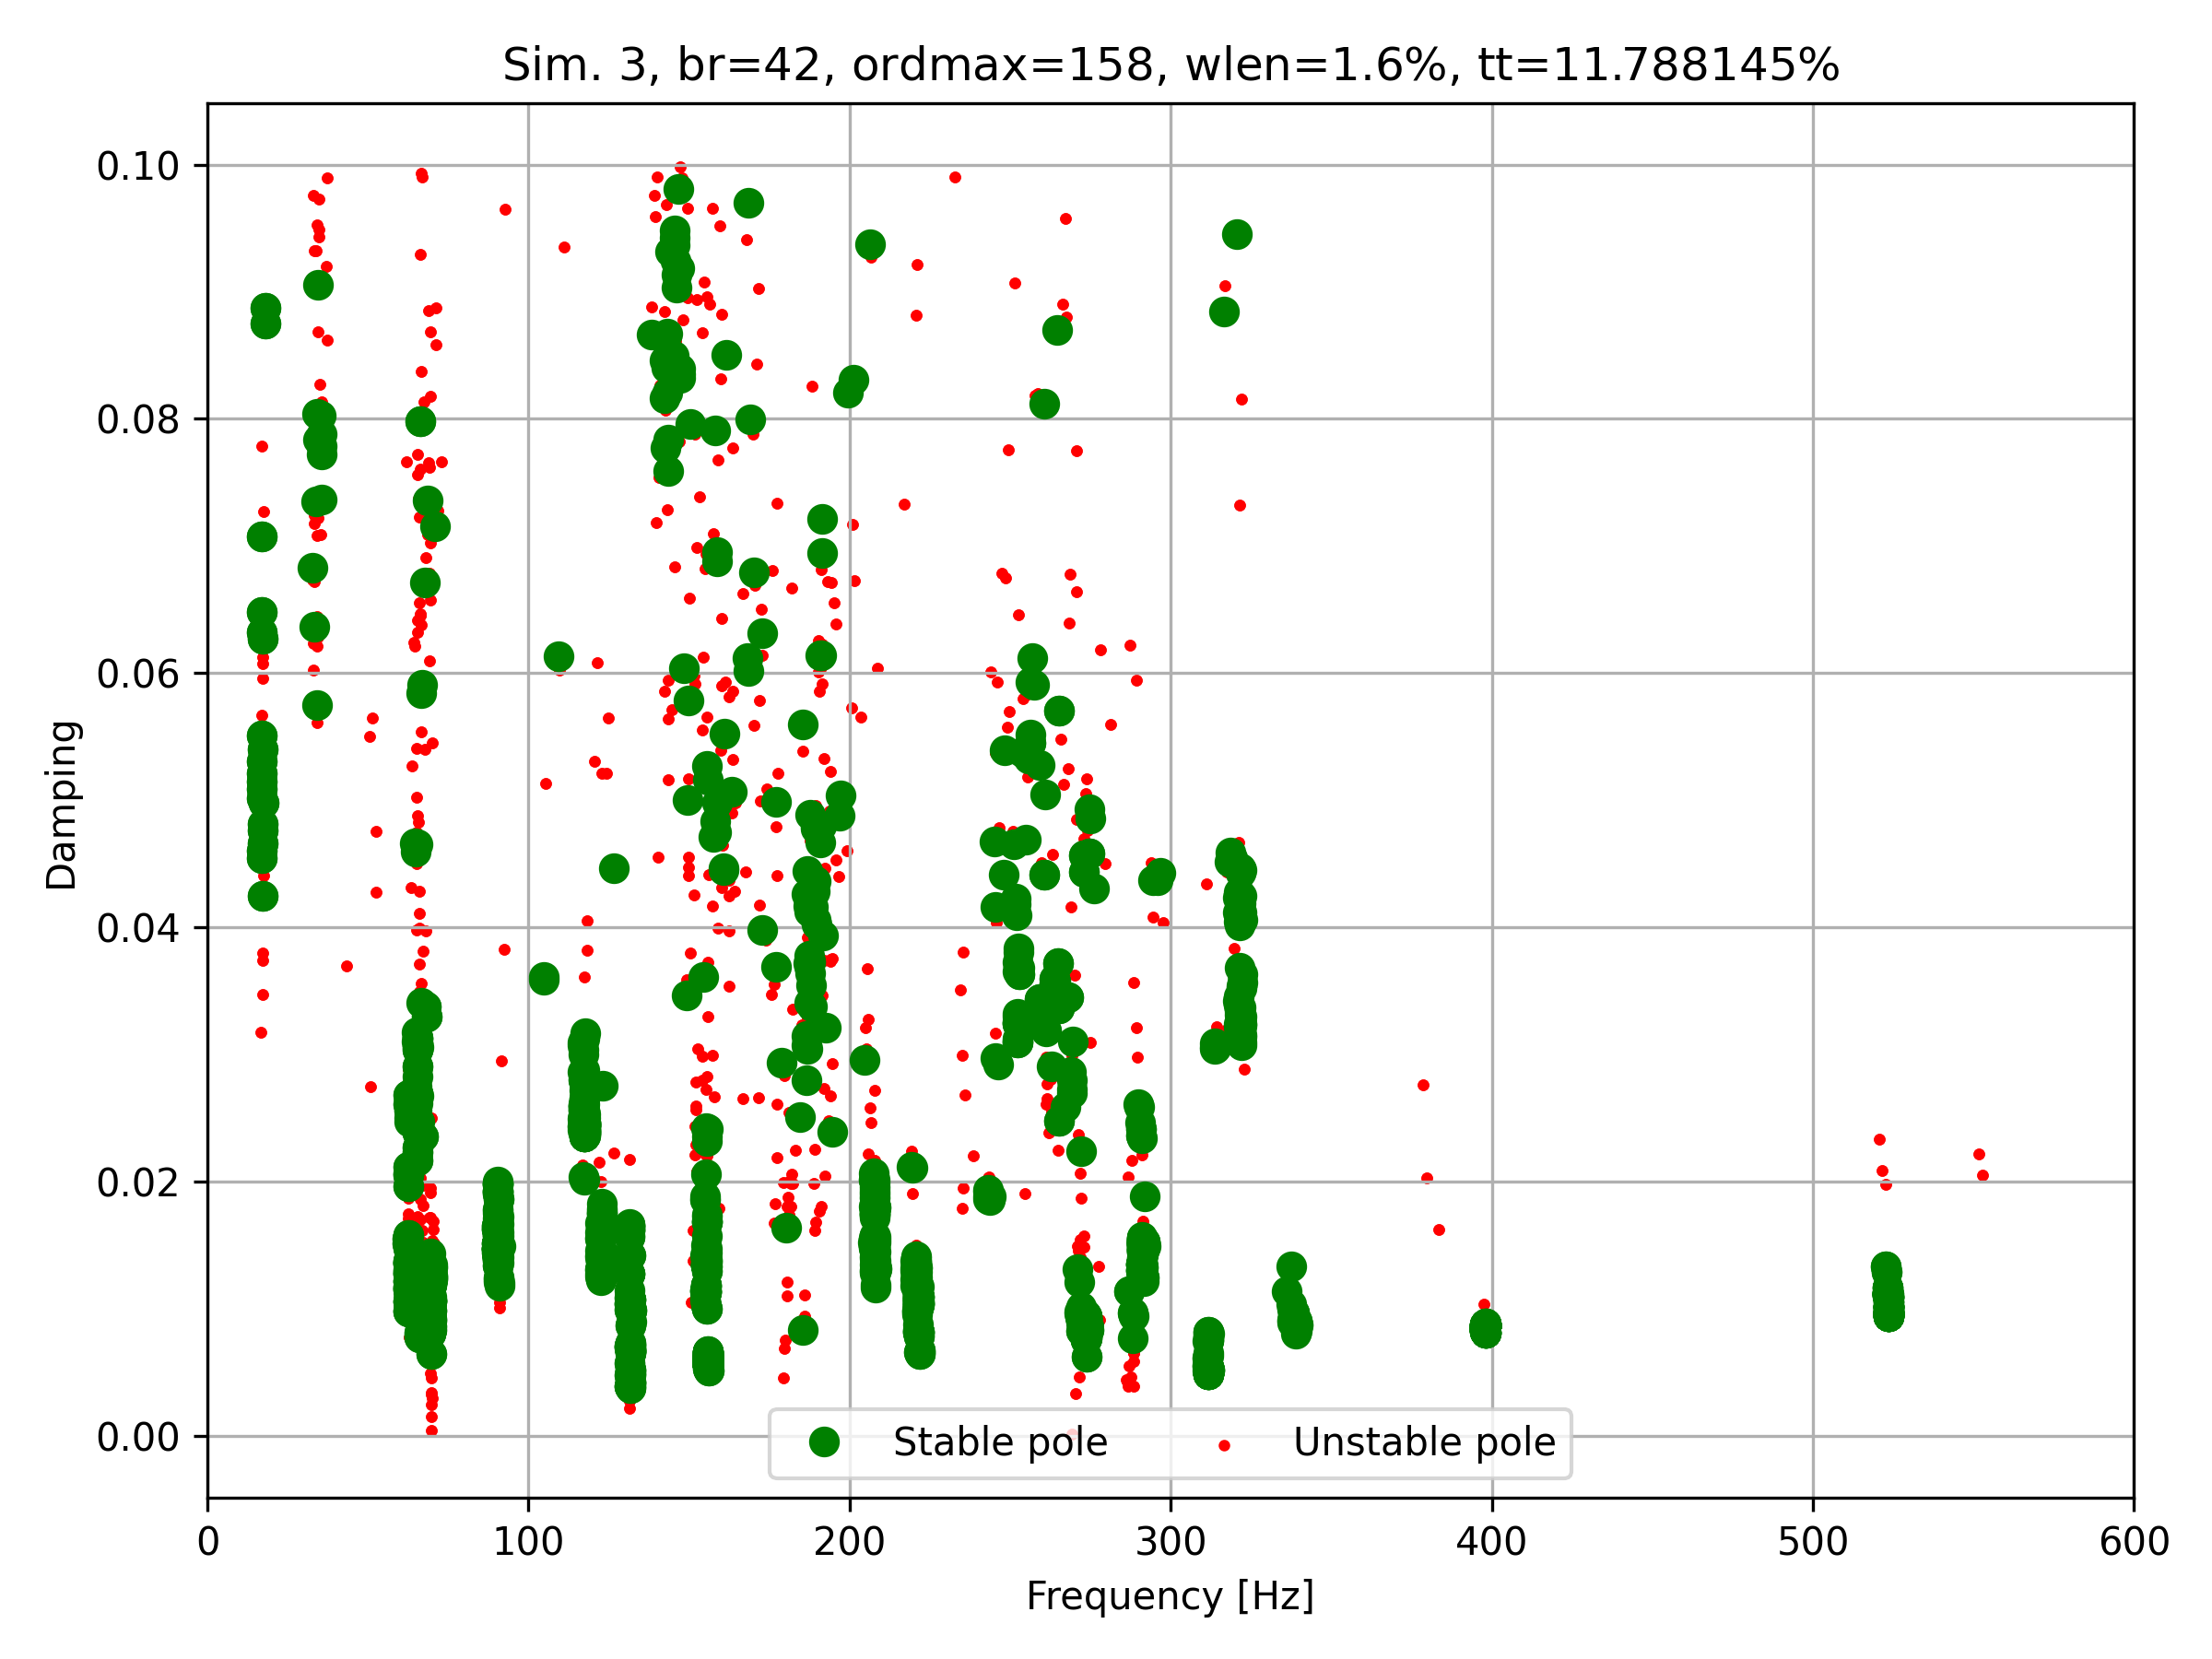 Sim. 3, br=42, ordmax=158, wlen=1.6%, tt=11.788145%
0.10
0.08
0.06
0.04
0.02
0.00
Damping
Stable pole
Unstable pole
0
100
200
300
400
500
600
Frequency [Hz]